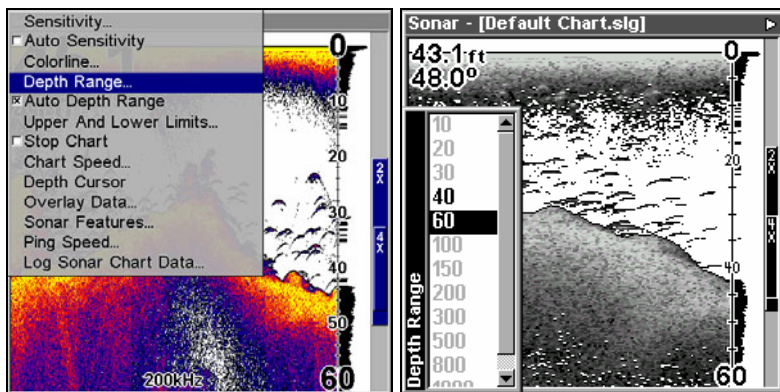 Sensitivity...
Auto Sensitivity
Colorline...
Depth Range...
Auto Depth Range
Upper And Lower Limits...
Stop Chart
Chart Speed...
Depth Cursor
Overlay Data...
Sonar Features...
Ping Speed...
Log Sonar Chart Data...
0
10
20
30
40
50
60
2X
4X
200kHz
Sonar - [Default Chart.slg]
43.1 ft
48.0º
0
20
40
60
2X
4X
Depth Range
10
20
30
40
60
100
150
200
300
500
800
1000